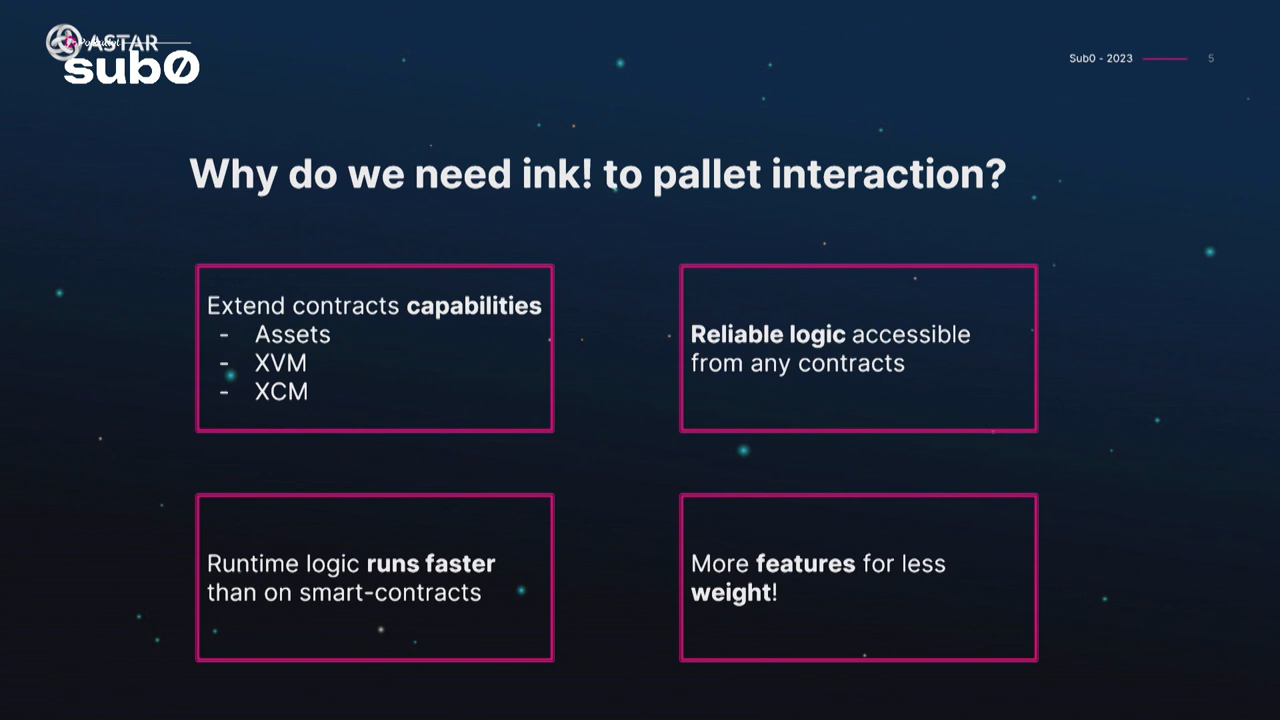 ASTAR
sub0
Sub0 - 2023 5
Why do we need ink! to pallet interaction?
Extend contracts capabilities
- Assets
- XVM
- XCM
Reliable logic accessible
from any contracts
Runtime logic runs faster
than on smart-contracts
More features for less
weight!